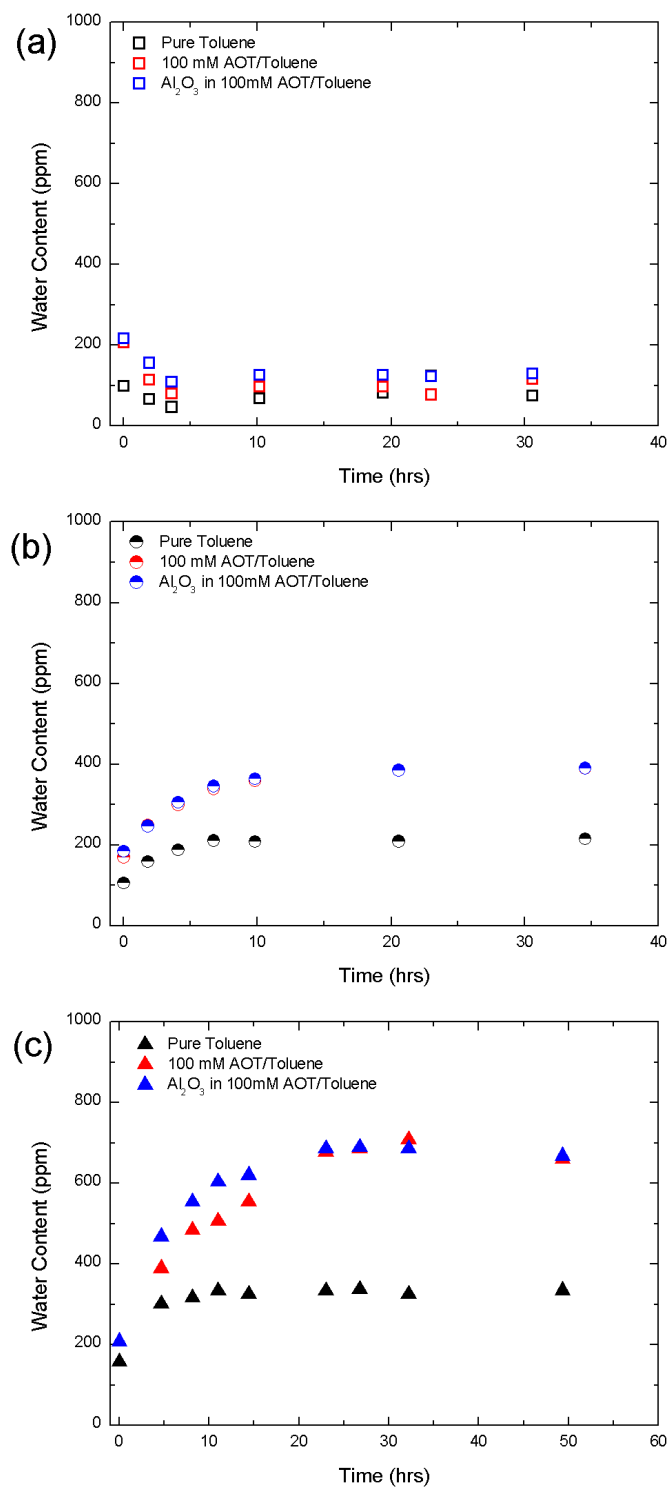 (a)
Pure Toluene
100 mM AOT/Toluene
Al₂O₃ in 100mM AOT/Toluene
Water Content (ppm)
1000
800
600
400
200
0
0 10 20 30 40
Time (hrs)
(b)
Pure Toluene
100 mM AOT/Toluene
Al₂O₃ in 100mM AOT/Toluene
Water Content (ppm)
1000
800
600
400
200
0
0 10 20 30 40
Time (hrs)
(c)
Pure Toluene
100 mM AOT/Toluene
Al₂O₃ in 100mM AOT/Toluene
Water Content (ppm)
1000
800
600
400
200
0
0 10 20 30 40 50 60
Time (hrs)